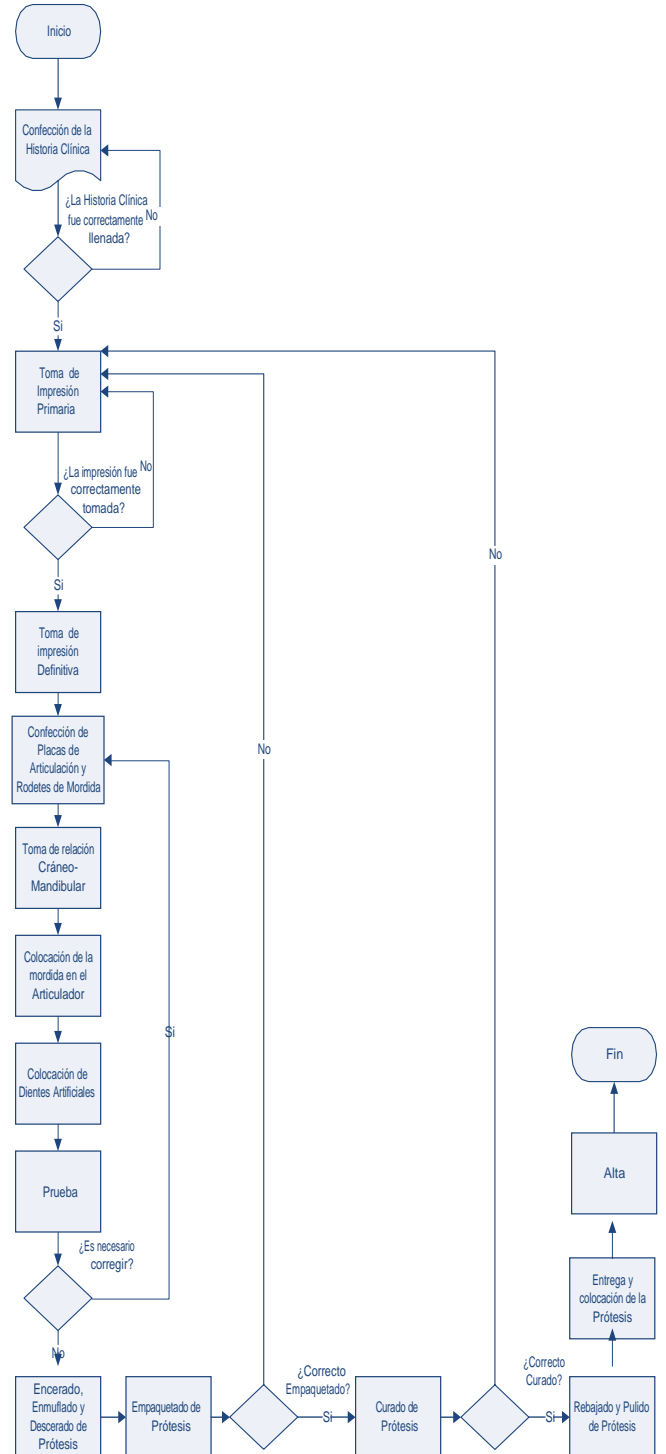 Inicio
Confección de la
Historia Clínica
¿La Historia Clínica
fue correctamente
llenada?
No
Si
Toma de
Impresión
Primaria
¿La impresión fue
correctamente
tomada?
No
Si
Toma de
impresión
Definitiva
Confección de
Placas de
Articulación y
Rodetes de Mordida
Toma de relación
Cráneo-
Mandibular
Colocación de la
mordida en el
Articulador
Colocación de
Dientes Artificiales
Prueba
¿Es necesario
corregir?
Si
No
Encerado,
Enmuflado y
Descerado de
Prótesis
Empaquetado de
Prótesis
¿Correcto
Empaquetado?
No
Si
Curado de
Prótesis
¿Correcto
Curado?
No
Si
Rebajado y Pulido
de Prótesis
Entrega y
colocación de la
Prótesis
Alta
Fin